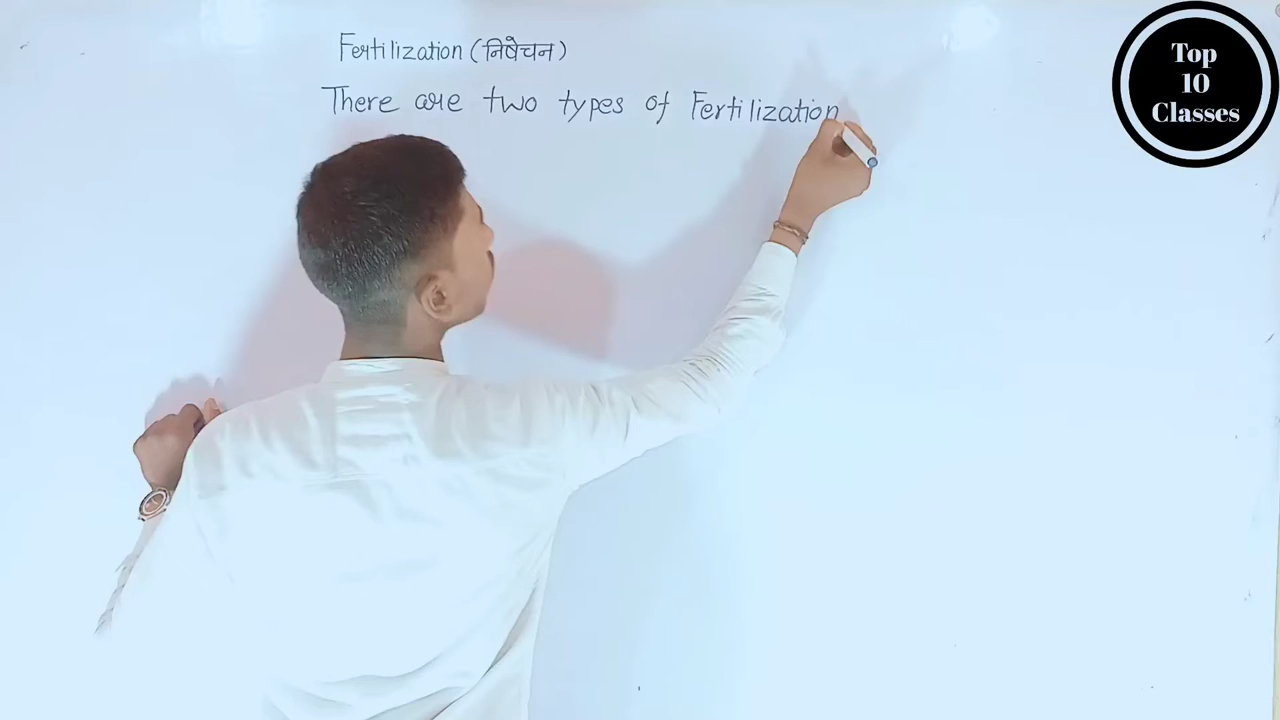 Fertilization (निषेचन)
There are two types of Fertilization
Top
10
Classes